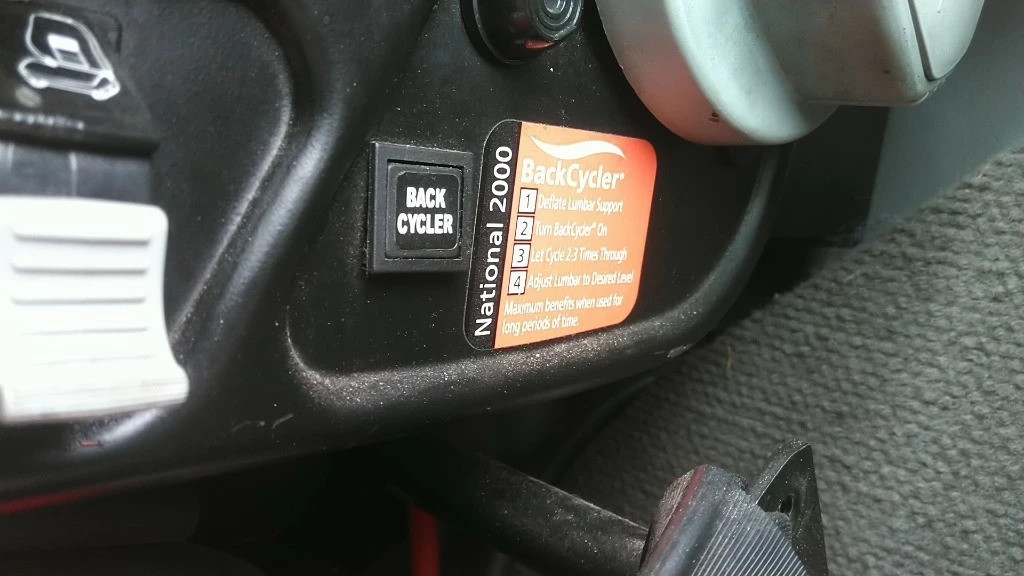 BACK
CYCLER
National 2000
BackCycler®
1 Deflate Lumbar Support
2 Turn BackCycler® On
3 Let Cycle 2-3 Times Through
4 Adjust Lumbar to Desired Level
Maximum benefits when used for
long periods of time.